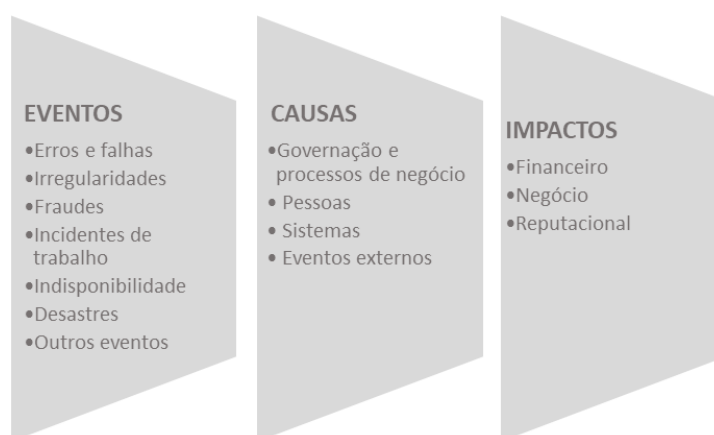 EVENTOS
•Erros e falhas
•Irregularidades
•Fraudes
•Incidentes de
trabalho
•Indisponibilidade
•Desastres
•Outros eventos
CAUSAS
•Governação e
processos de negócio
• Pessoas
• Sistemas
• Eventos externos
IMPACTOS
•Financeiro
•Negócio
•Reputacional